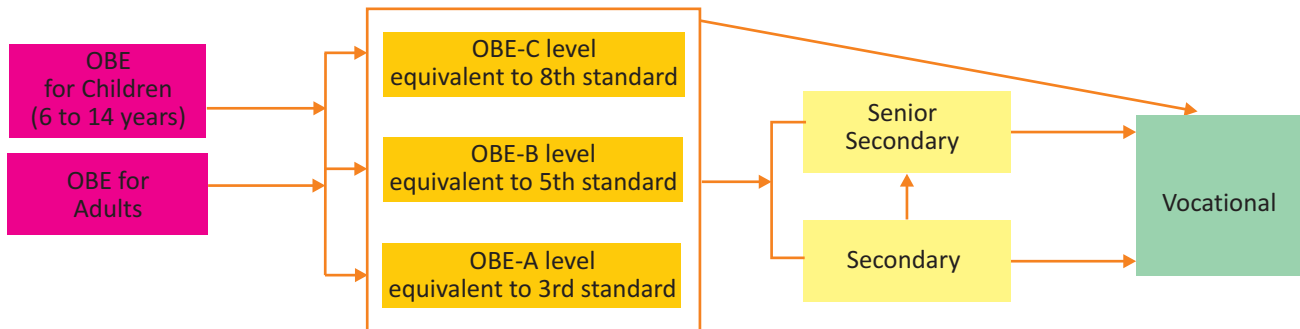 OBE
for Children
(6 to 14 years)
OBE for
Adults
OBE-C level
equivalent to 8th standard
OBE-B level
equivalent to 5th standard
OBE-A level
equivalent to 3rd standard
Senior
Secondary
Secondary
Vocational